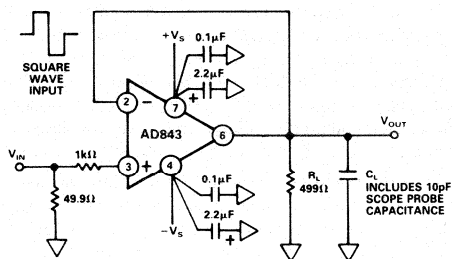 SQUARE
WAVE
INPUT
+VS
0.1µF
2.2µF
+
2
−
7
AD843
6
VOUT
VIN
1kΩ
3
+
4
49.9Ω
0.1µF
2.2µF
+
−VS
RL
499Ω
CL
INCLUDES 10pF
SCOPE PROBE
CAPACITANCE